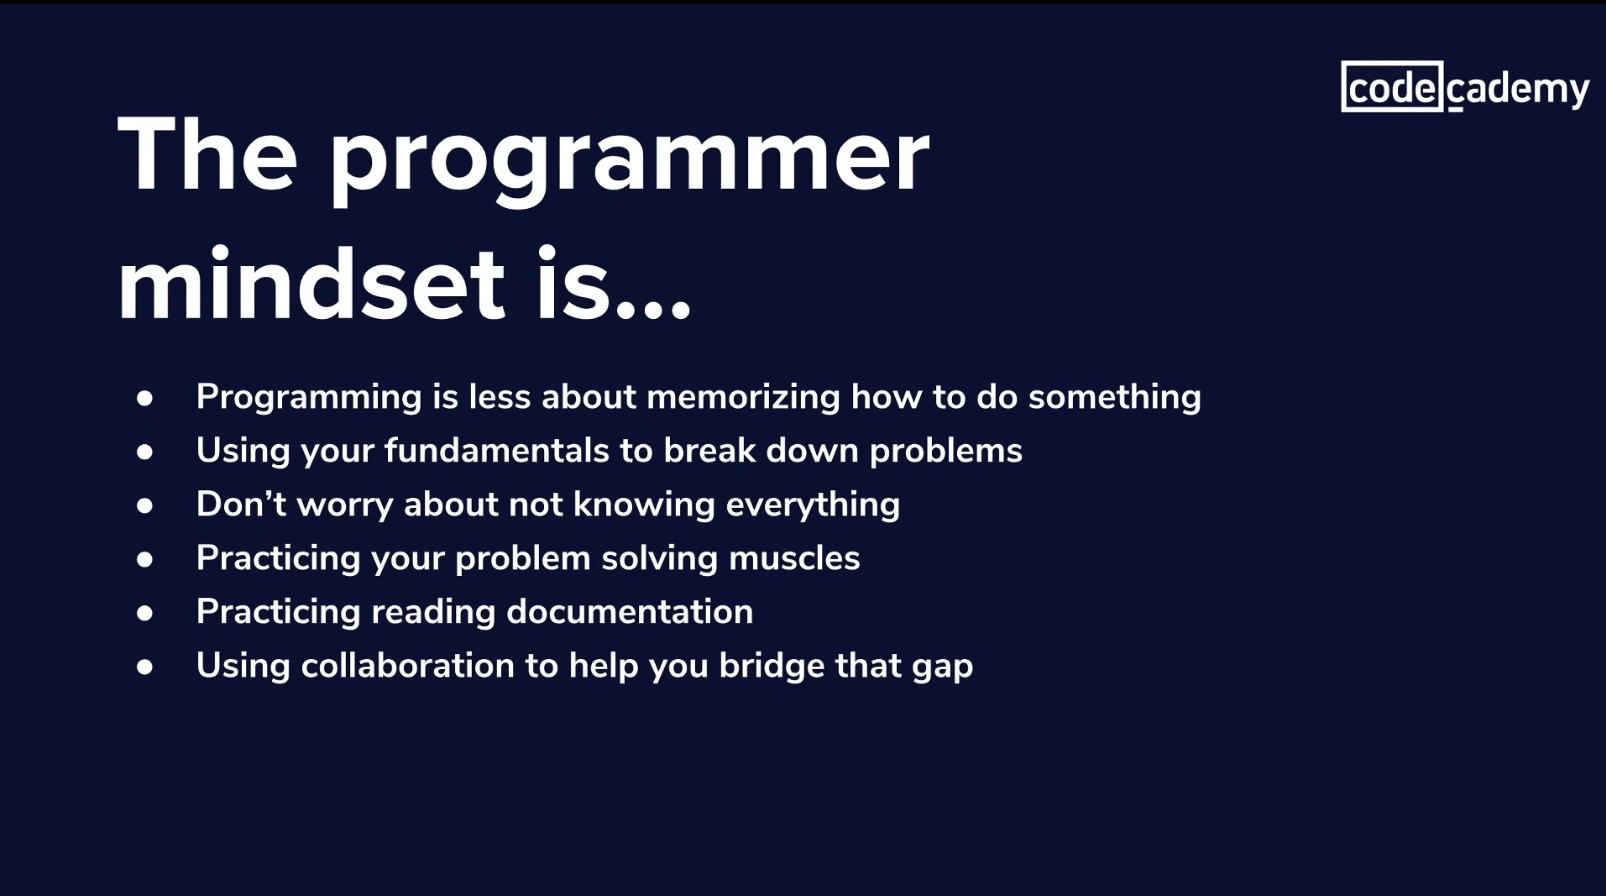 codecademy
The programmer
mindset is...
● Programming is less about memorizing how to do something
● Using your fundamentals to break down problems
● Don’t worry about not knowing everything
● Practicing your problem solving muscles
● Practicing reading documentation
● Using collaboration to help you bridge that gap